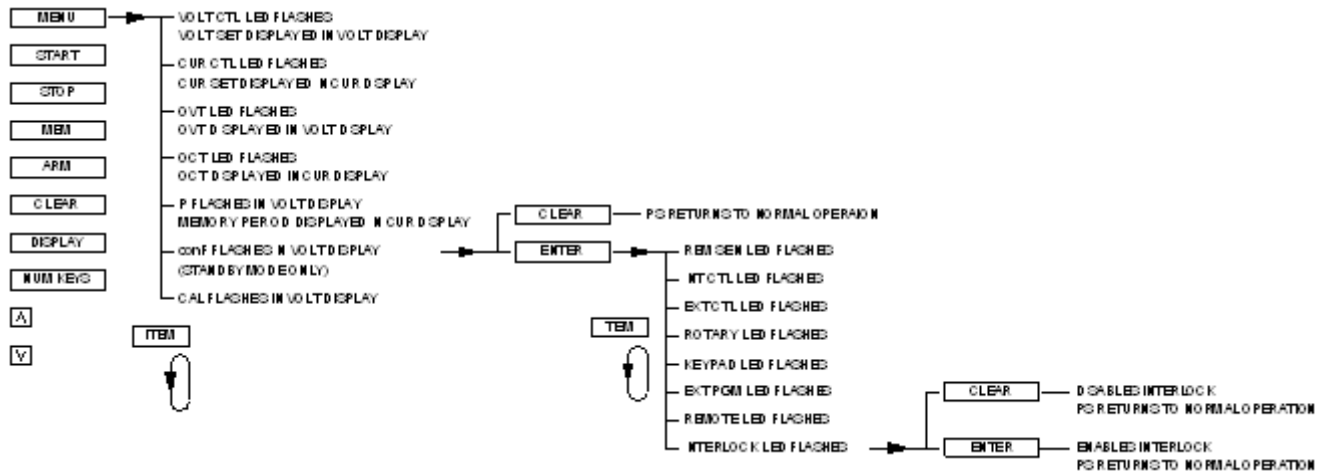 MENU
START
STOP
MEM
ARM
CLEAR
DISPLAY
NUM KEYS
Λ
V
VOLT CTL LED FLASHES
VOLT SET DISPLAYED IN VOLT DISPLAY
CUR CTL LED FLASHES
CUR SET DISPLAYED IN CUR DISPLAY
OVT LED FLASHES
OVT DISPLAYED IN VOLT DISPLAY
OCT LED FLASHES
OCT DISPLAYED IN CUR DISPLAY
P FLASHES IN VOLT DISPLAY
MEMORY PERIOD DISPLAYED IN CUR DISPLAY
conF FLASHES IN VOLT DISPLAY
(STANDBY MODE ONLY)
CAL FLASHES IN VOLT DISPLAY
ITEM
CLEAR
PS RETURNS TO NORMAL OPERAION
ENTER
REM SEN LED FLASHES
INT CTL LED FLASHES
EXT CTL LED FLASHES
ROTARY LED FLASHES
KEYPAD LED FLASHES
EXT PGM LED FLASHES
REMOTE LED FLASHES
INTERLOCK LED FLASHES
ITEM
CLEAR
DISABLES INTERLOCK
PS RETURNS TO NORMAL OPERATION
ENTER
ENABLES INTERLOCK
PS RETURNS TO NORMAL OPERATION